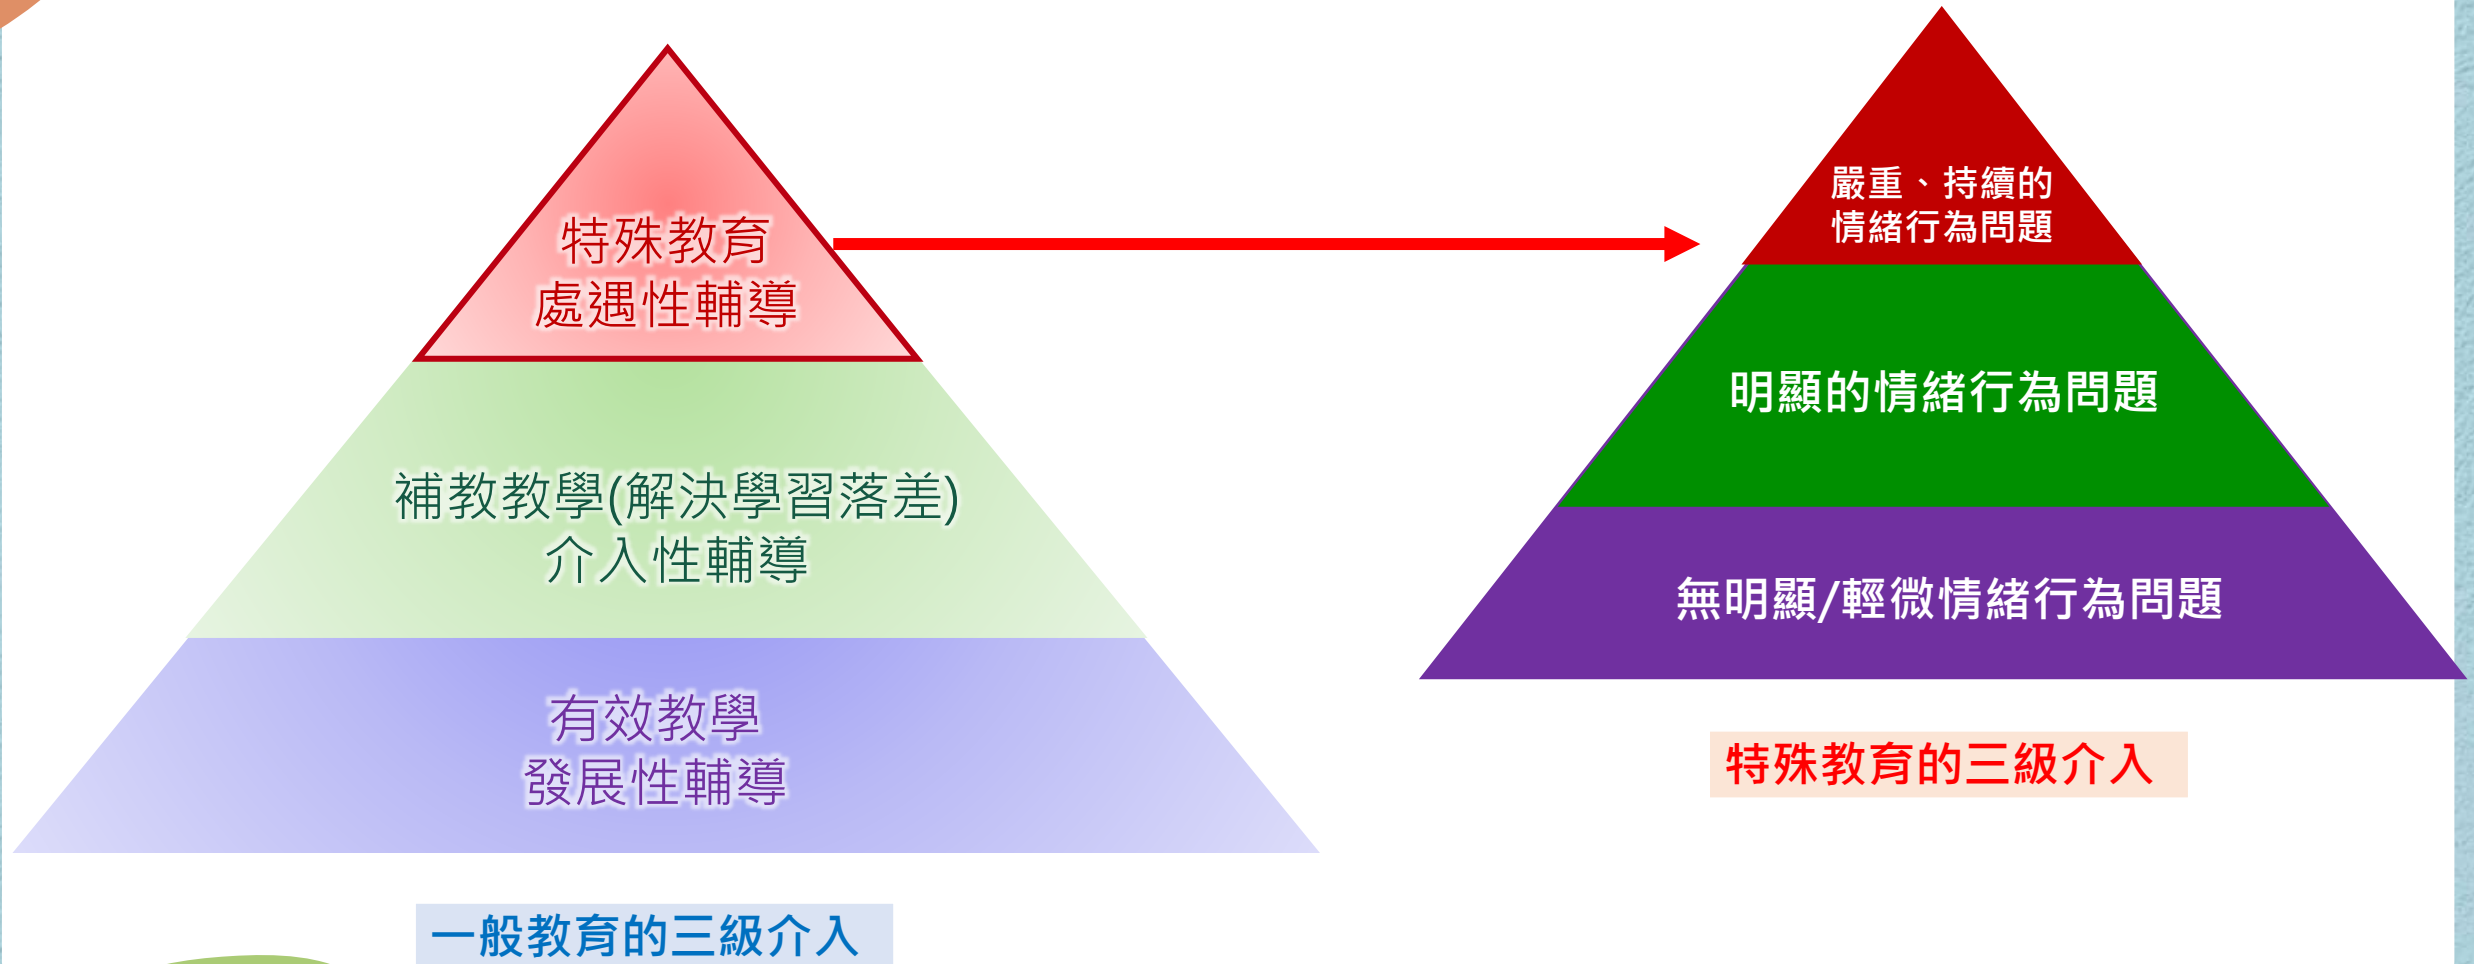 特殊教育
處遇性輔導
補教教學(解決學習落差)
介入性輔導
有效教學
發展性輔導
一般教育的三級介入
嚴重、持續的
情緒行為問題
明顯的情緒行為問題
無明顯/輕微情緒行為問題
特殊教育的三級介入